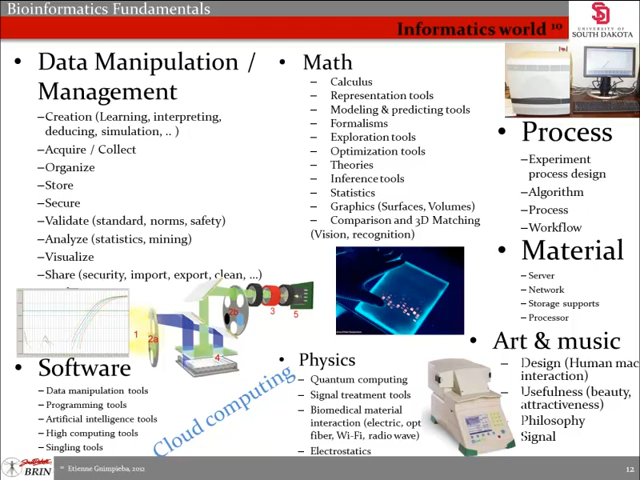 Bioinformatics Fundamentals
Informatics world 10
UNIVERSITY OF
SOUTH DAKOTA
• Data Manipulation /
Management
–Creation (Learning, interpreting,
deducing, simulation, .. )
–Acquire / Collect
–Organize
–Store
–Secure
–Validate (standard, norms, safety)
–Analyze (statistics, mining)
–Visualize
–Share (security, import, export, clean, ...)
1
2a
2b
3
4
5
• Software
– Data manipulation tools
– Programming tools
– Artificial intelligence tools
– High computing tools
– Singling tools
Cloud computing
• Math
– Calculus
– Representation tools
– Modeling & predicting tools
– Formalisms
– Exploration tools
– Optimization tools
– Theories
– Inference tools
– Statistics
– Graphics (Surfaces, Volumes)
– Comparison and 3D Matching
(Vision, recognition)
• Physics
– Quantum computing
– Signal treatment tools
– Biomedical material
interaction (electric, opt
fiber, Wi-Fi, radio wave)
– Electrostatics
• Process
–Experiment
process design
–Algorithm
–Process
–Workflow
• Material
– Server
– Network
– Storage supports
– Processor
• Art & music
– Design (Human mac
interaction)
– Usefulness (beauty,
attractiveness)
Philosophy
Signal
BRIN
10 Etienne Gnimpieba, 2012
12